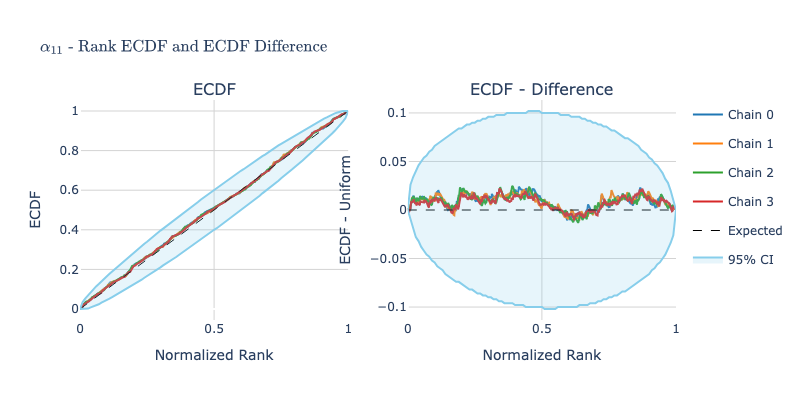 α₁₁ - Rank ECDF and ECDF Difference
ECDF
ECDF
1
0.8
0.6
0.4
0.2
0
0
0.5
1
Normalized Rank
ECDF - Difference
ECDF - Uniform
0.1
0.05
0
−0.05
−0.1
0
0.5
1
Normalized Rank
Chain 0
Chain 1
Chain 2
Chain 3
Expected
95% CI